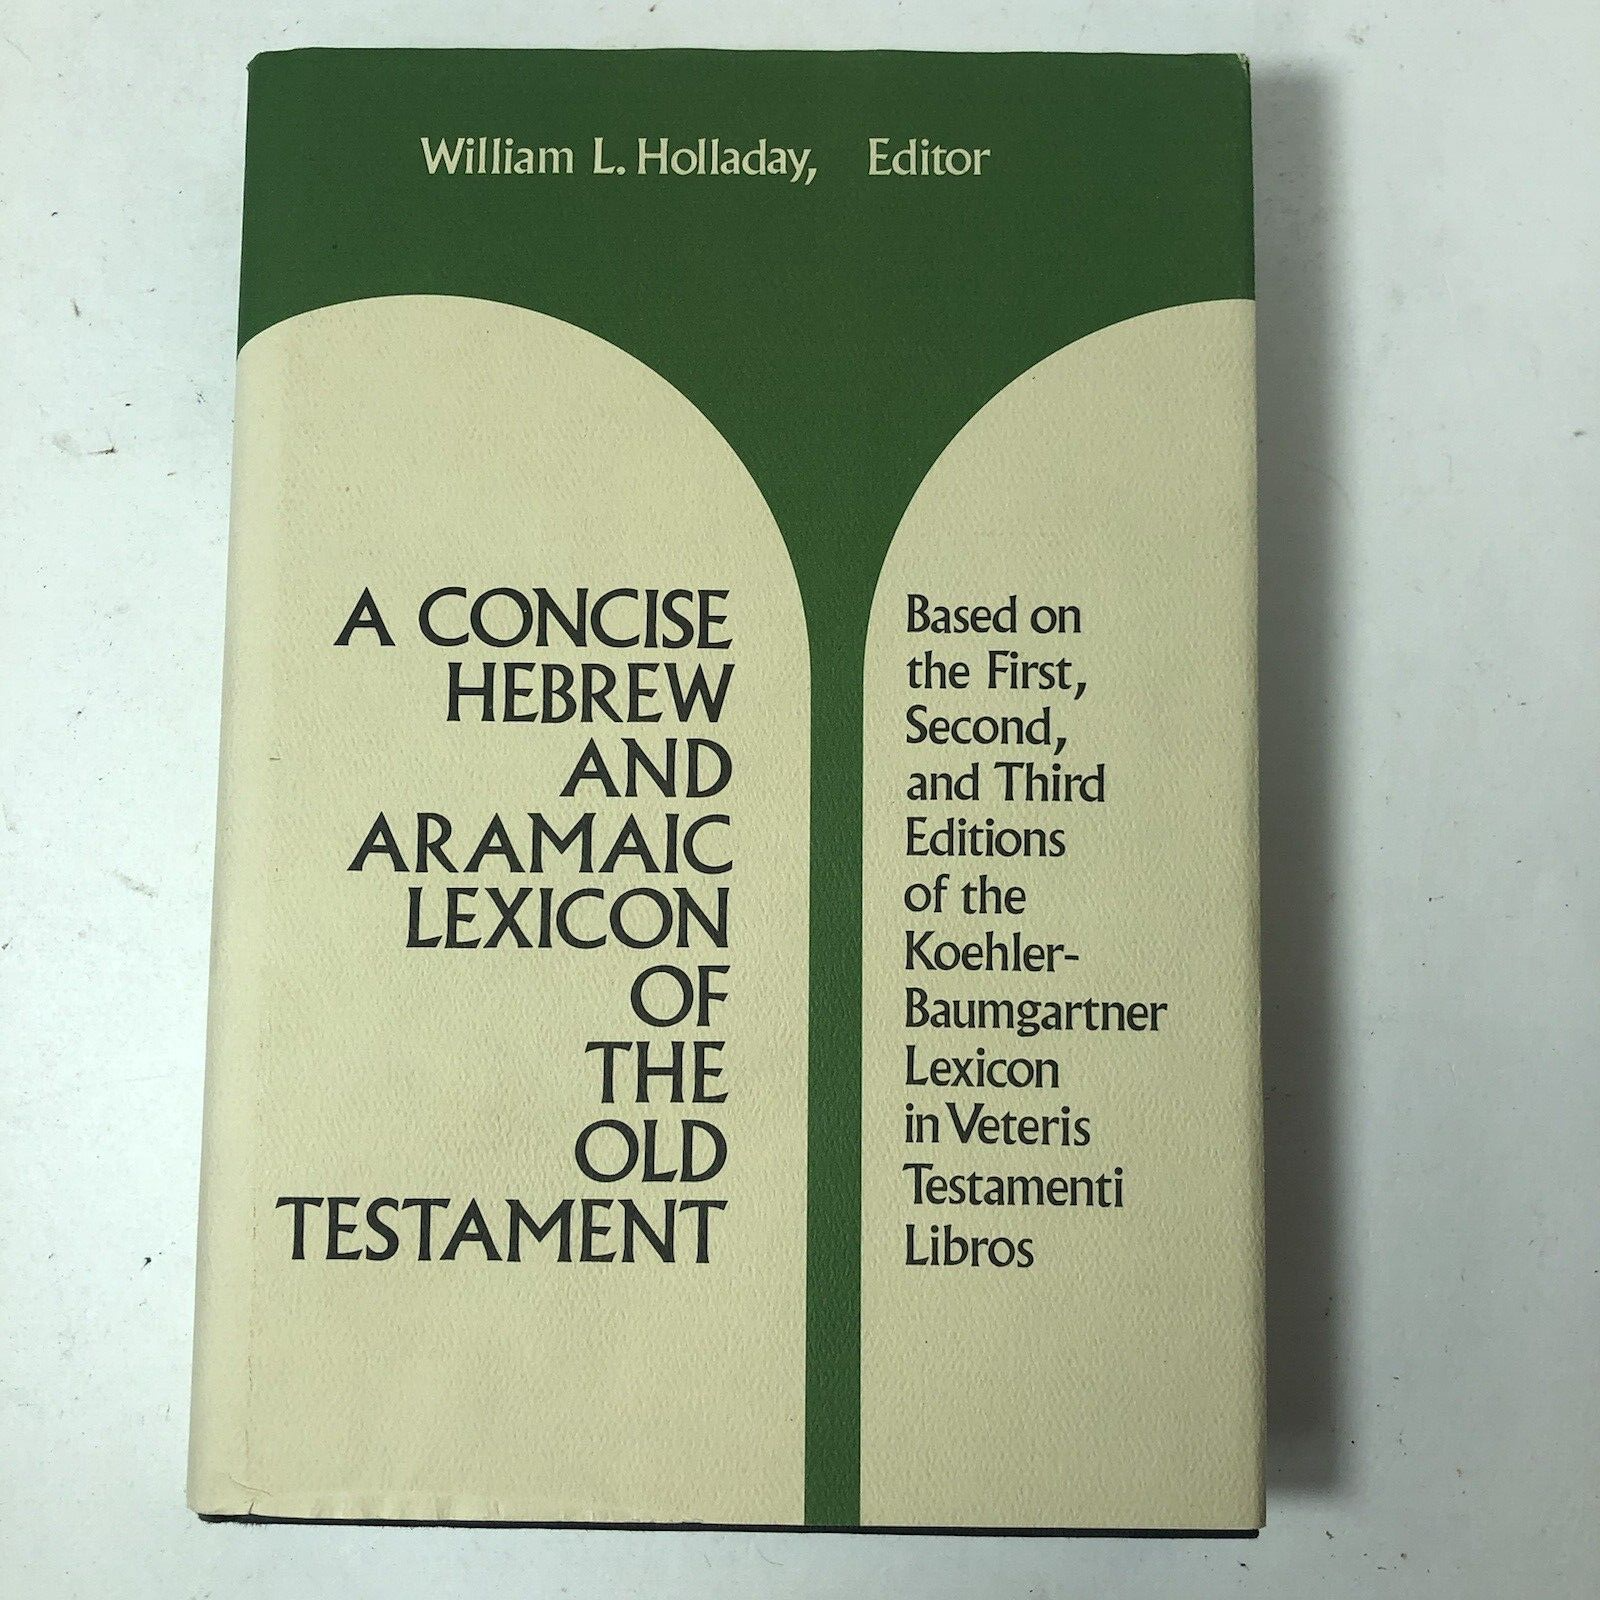 William L. Holladay, Editor
A CONCISE
HEBREW
AND
ARAMAIC
LEXICON
OF
THE
OLD
TESTAMENT
Based on
the First,
Second,
and Third
Editions
of the
Koehler-
Baumgartner
Lexicon
in Veteris
Testamenti
Libros